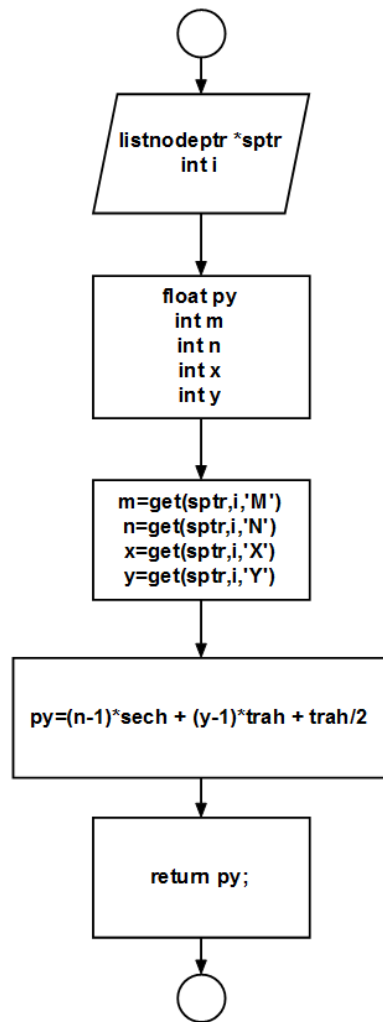 listnodeptr *sptr
int i
float py
int m
int n
int x
int y
m=get(sptr,i,'M')
n=get(sptr,i,'N')
x=get(sptr,i,'X')
y=get(sptr,i,'Y')
py=(n-1)*sech + (y-1)*trah + trah/2
return py;